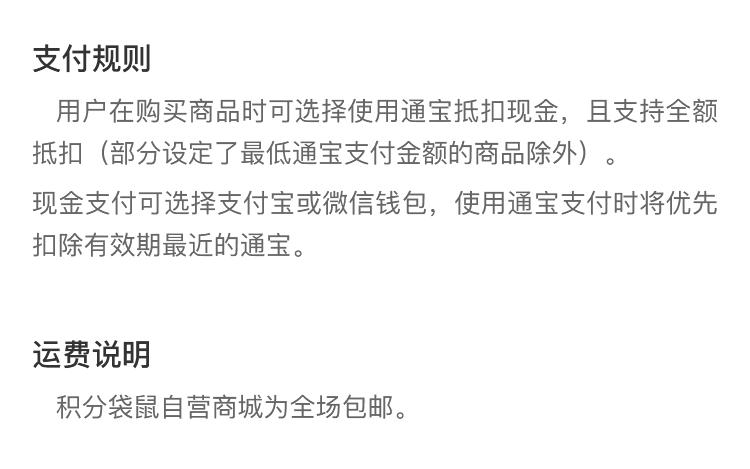 支付规则
用户在购买商品时可选择使用通宝抵扣现金，且支持全额
抵扣（部分设定了最低通宝支付金额的商品除外）。
现金支付可选择支付宝或微信钱包，使用通宝支付时将优先
扣除有效期最近的通宝。
运费说明
积分袋鼠自营商城为全场包邮。